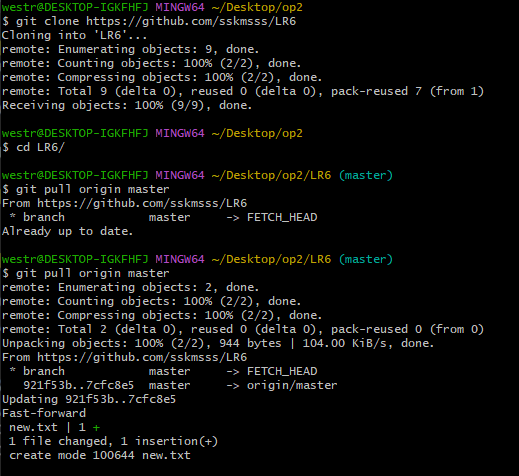 westr@DESKTOP-IGKFHFJ MINGW64 ~/Desktop/op2
$ git clone https://github.com/sskmsss/LR6
Cloning into 'LR6'...
remote: Enumerating objects: 9, done.
remote: Counting objects: 100% (2/2), done.
remote: Compressing objects: 100% (2/2), done.
remote: Total 9 (delta 0), reused 0 (delta 0), pack-reused 7 (from 1)
Receiving objects: 100% (9/9), done.
westr@DESKTOP-IGKFHFJ MINGW64 ~/Desktop/op2
$ cd LR6/
westr@DESKTOP-IGKFHFJ MINGW64 ~/Desktop/op2/LR6 (master)
$ git pull origin master
From https://github.com/sskmsss/LR6
 * branch            master     -> FETCH_HEAD
Already up to date.
westr@DESKTOP-IGKFHFJ MINGW64 ~/Desktop/op2/LR6 (master)
$ git pull origin master
remote: Enumerating objects: 2, done.
remote: Counting objects: 100% (2/2), done.
remote: Compressing objects: 100% (2/2), done.
remote: Total 2 (delta 0), reused 0 (delta 0), pack-reused 0 (from 0)
Unpacking objects: 100% (2/2), 944 bytes | 104.00 KiB/s, done.
From https://github.com/sskmsss/LR6
 * branch            master     -> FETCH_HEAD
   921f53b..7cfc8e5  master     -> origin/master
Updating 921f53b..7cfc8e5
Fast-forward
 new.txt | 1 +
 1 file changed, 1 insertion(+)
 create mode 100644 new.txt